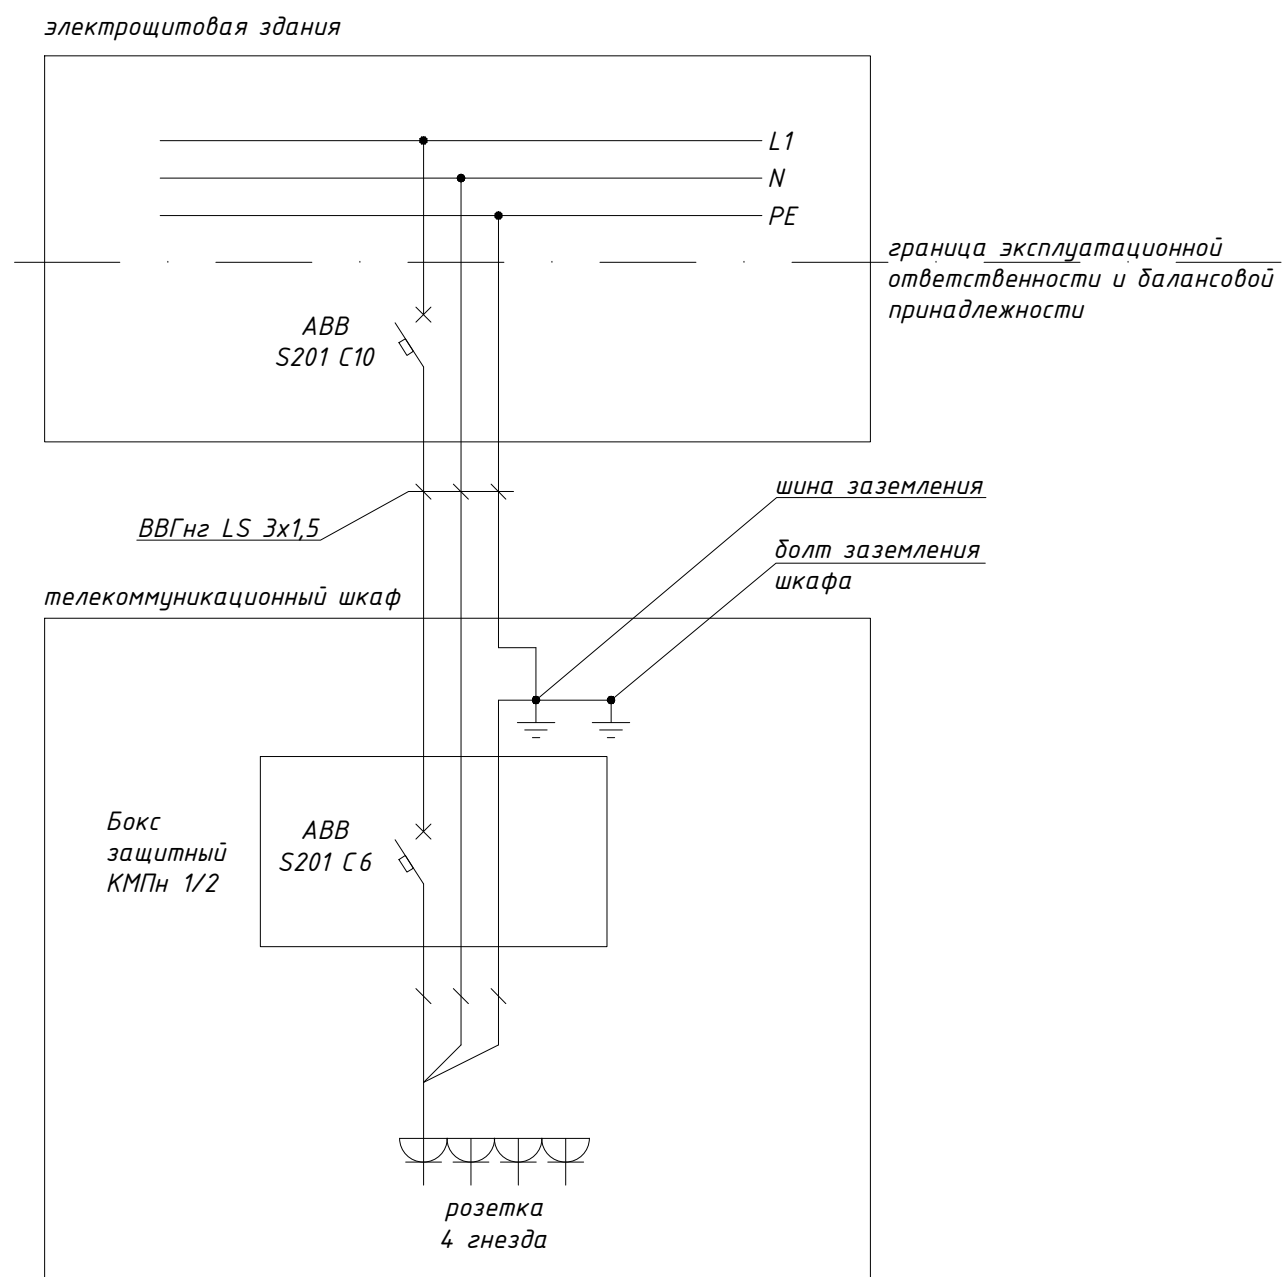 электрощитовая здания
L1
N
PE
граница эксплуатационной
ответственности и балансовой
принадлежности
ABB
S201 C10
шина заземления
ВВГнг LS 3x1,5
болт заземления
шкафа
телекоммуникационный шкаф
Бокс
защитный
КМПн 1/2
ABB
S201 C6
розетка
4 гнезда